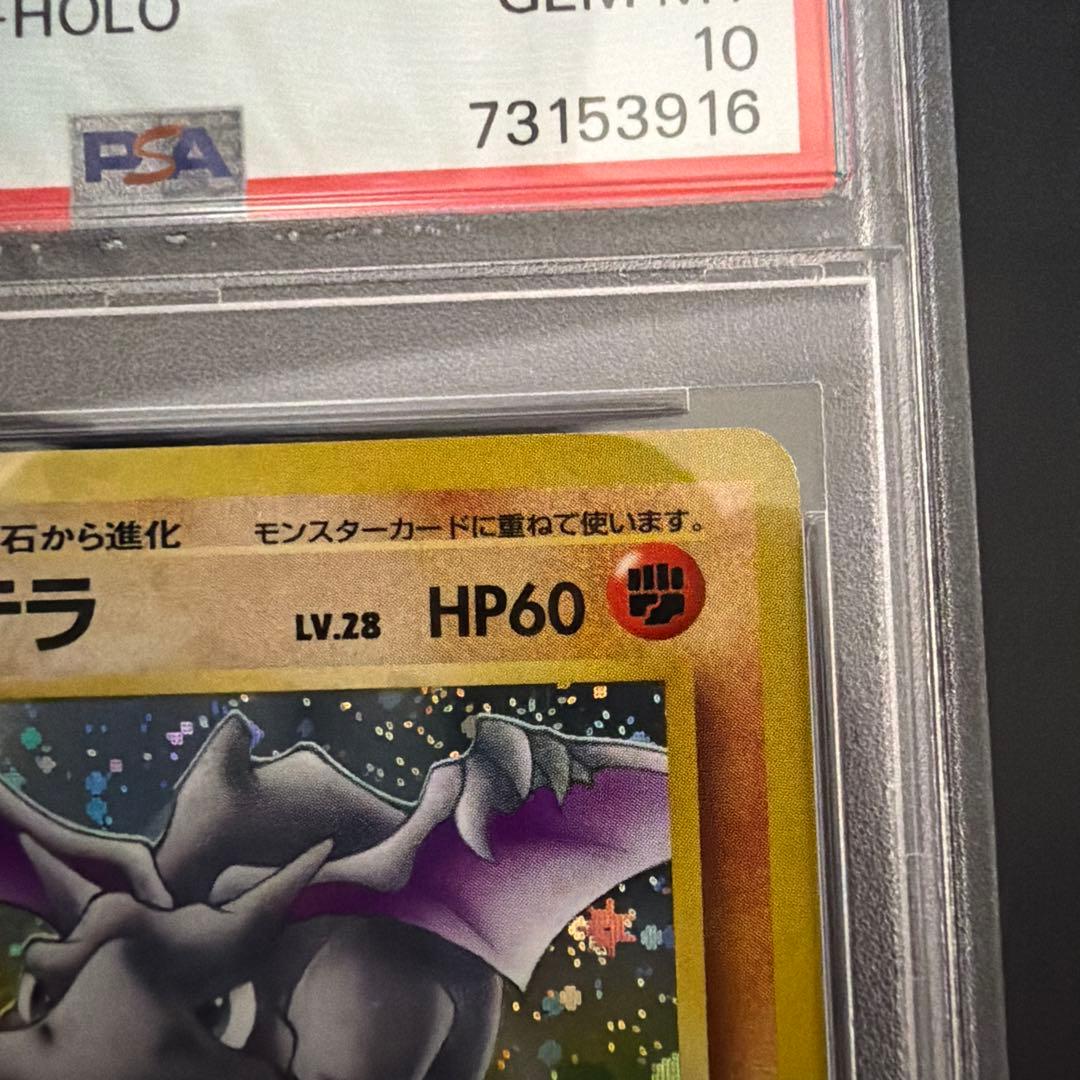 -HOLO
GEM MT
10
73153916
PSA
石から進化 モンスターカードに重ねて使います。
テラ LV.28 HP60